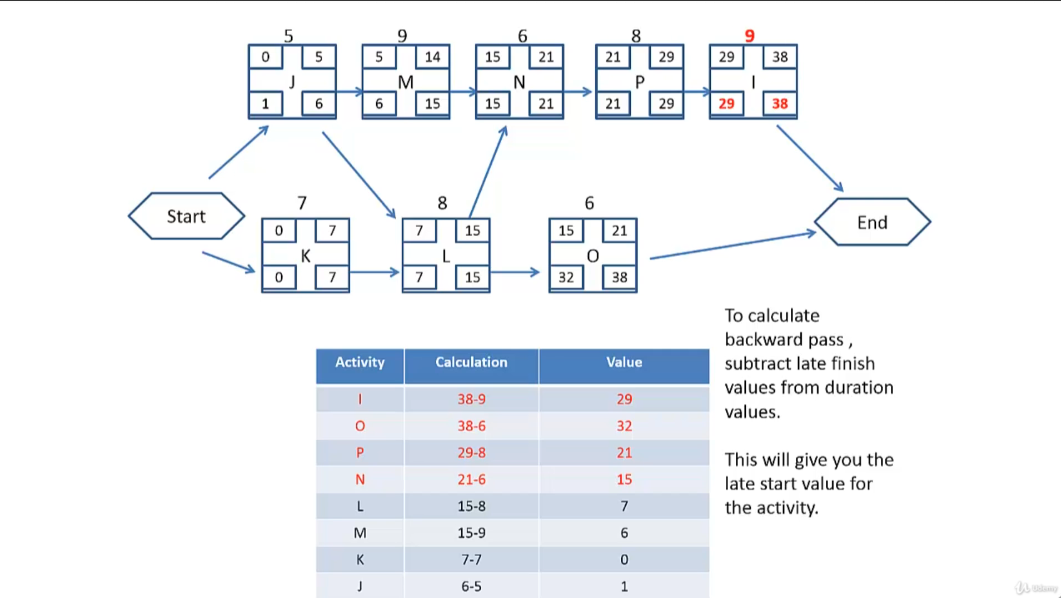 5 9 6 8 9
0 5 5 14 15 21 21 29 29 38
J M N P I
1 6 6 15 15 21 21 29 29 38
Start
7 8 6
End
0 7 7 15 15 21
K L O
0 7 7 15 32 38
To calculate
backward pass ,
subtract late finish
values from duration
values.
This will give you the
late start value for
the activity.
Activity Calculation Value
I 38-9 29
O 38-6 32
P 29-8 21
N 21-6 15
L 15-8 7
M 15-9 6
K 7-7 0
J 6-5 1
Udemy